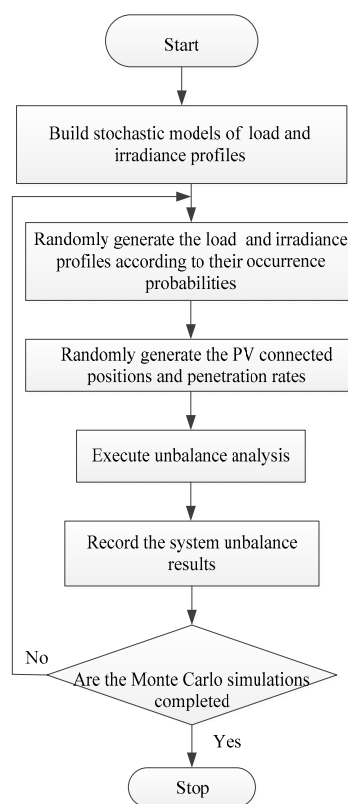 Start
Build stochastic models of load and
irradiance profiles
Randomly generate the load and irradiance
profiles according to their occurrence
probabilities
Randomly generate the PV connected
positions and penetration rates
Execute unbalance analysis
Record the system unbalance
results
No
Are the Monte Carlo simulations
completed
Yes
Stop